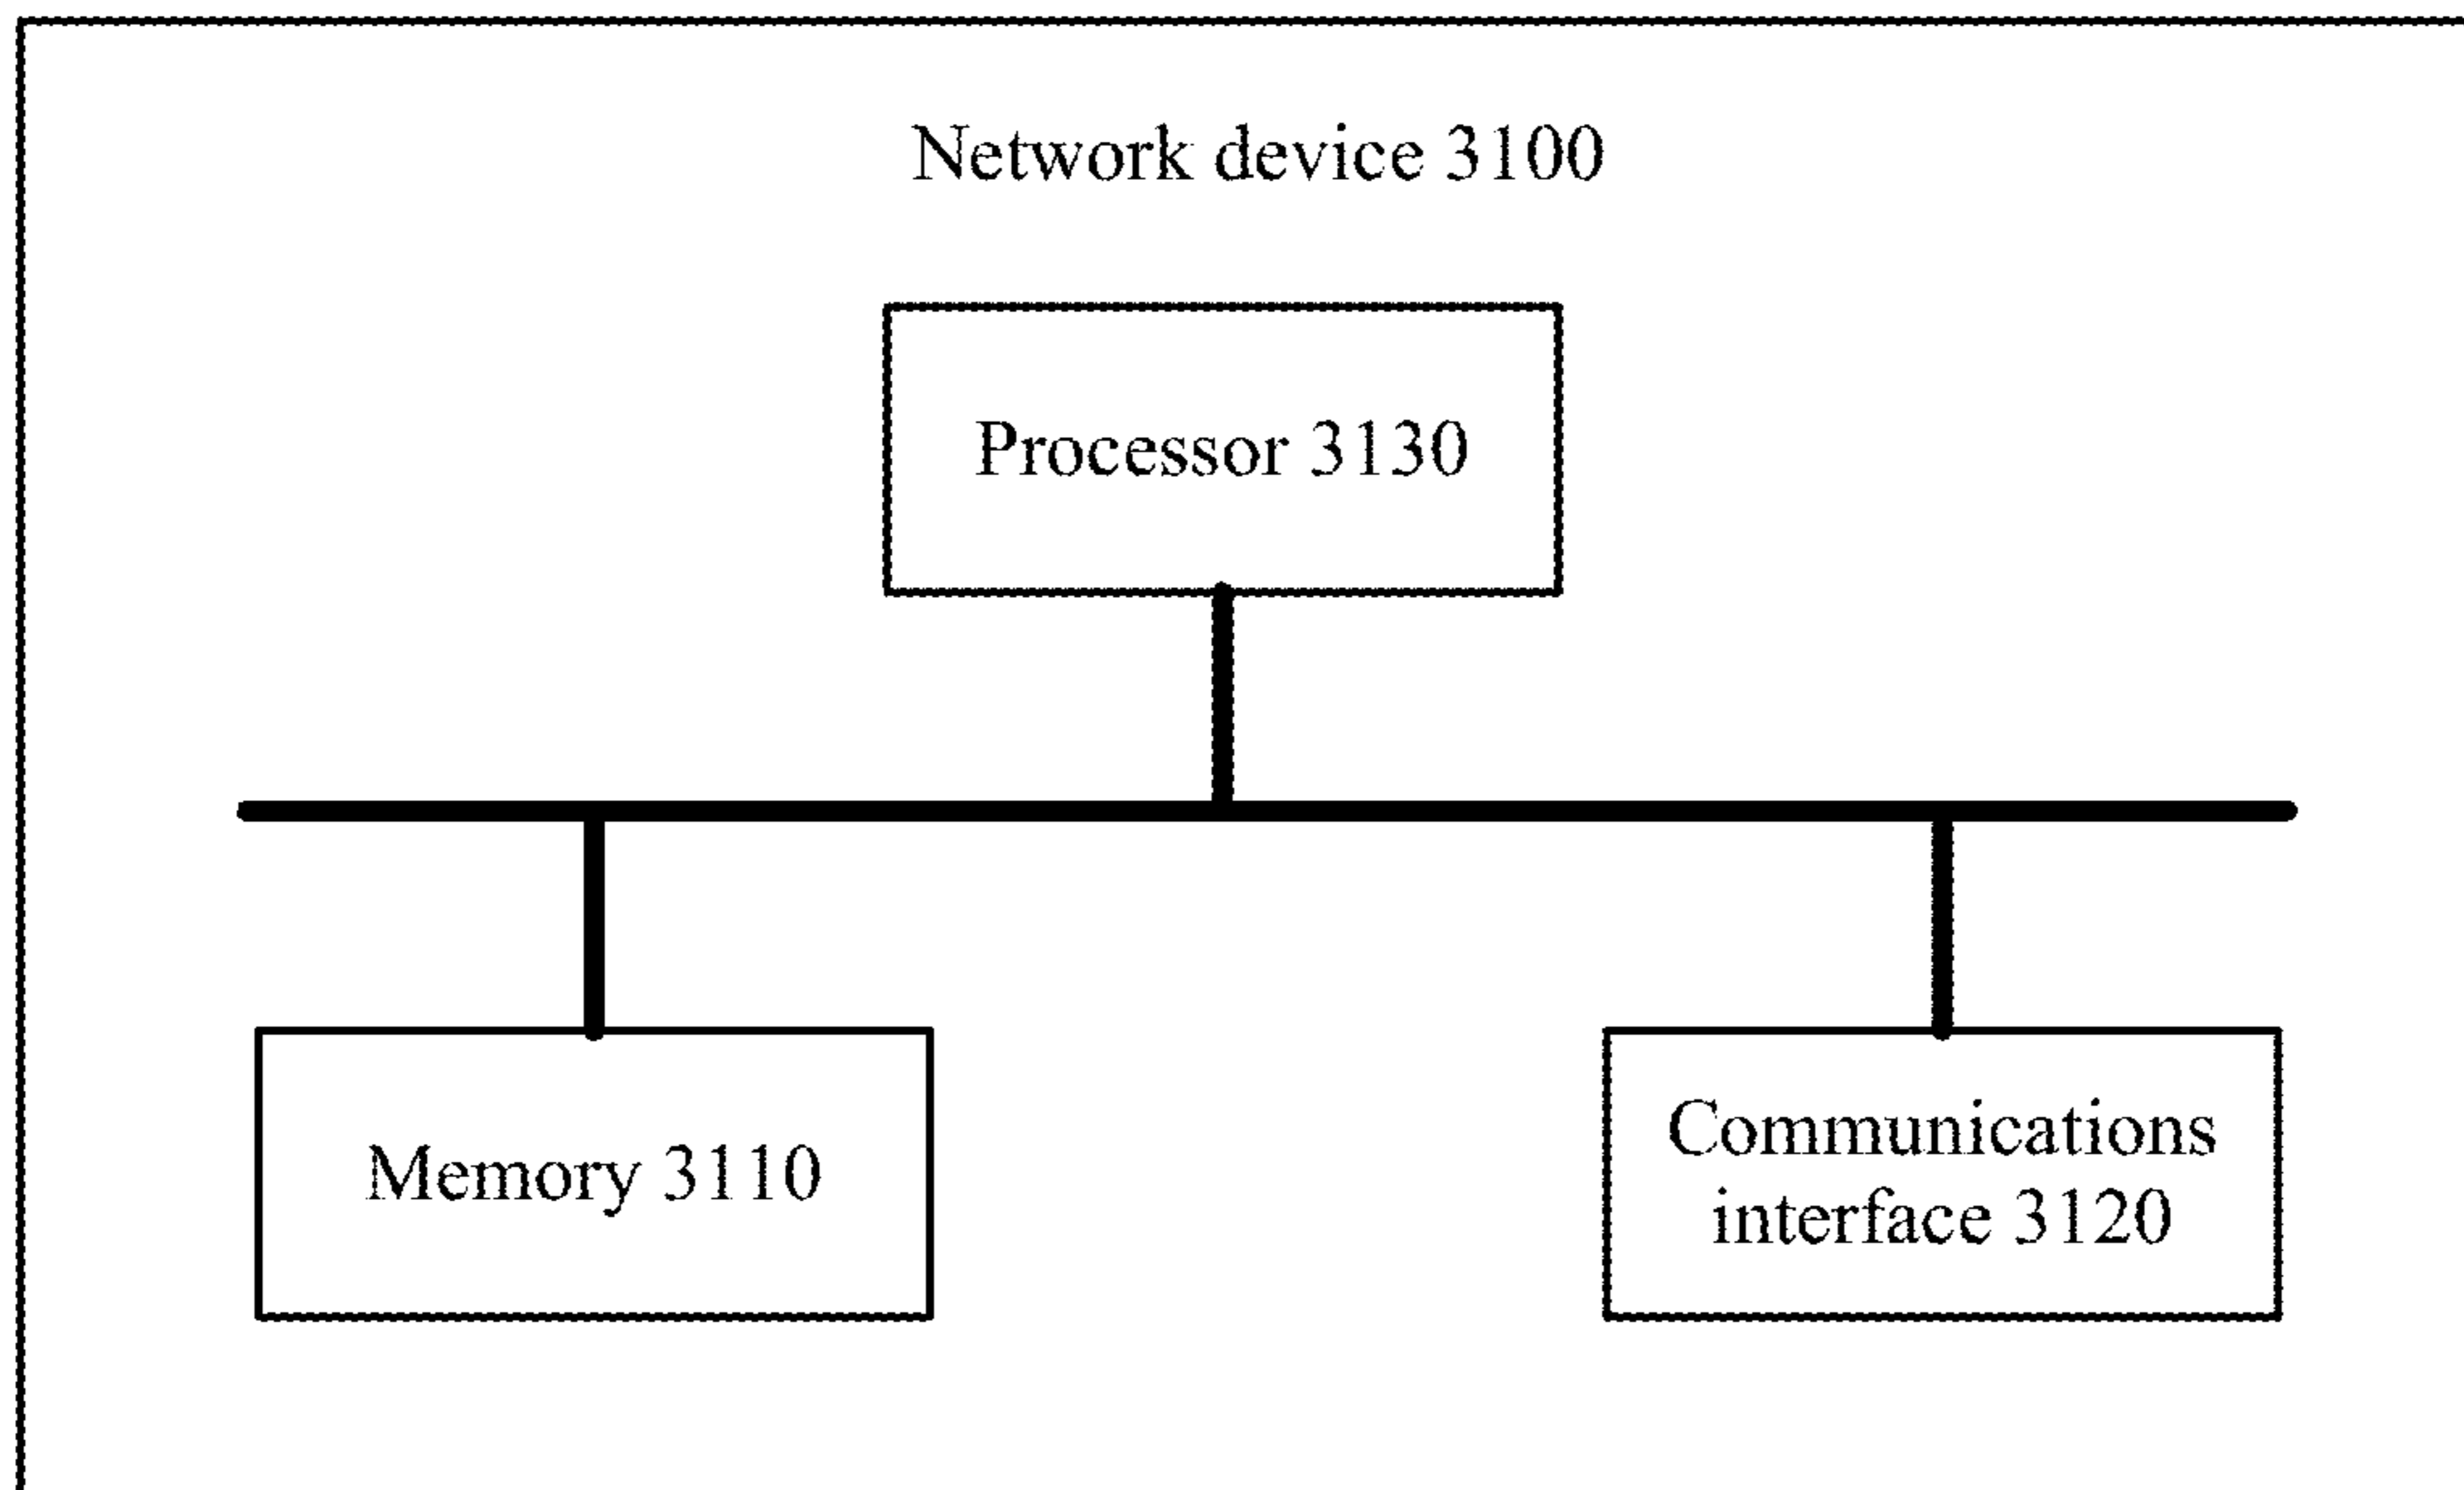 Network device 3100
Processor 3130
Memory 3110
Communications
interface 3120